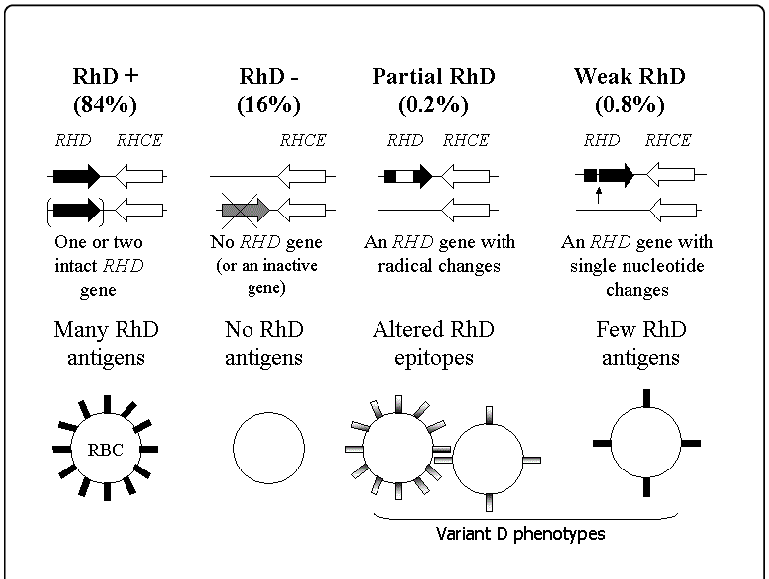 RhD +
(84%)
RHD RHCE
One or two
intact RHD
gene
Many RhD
antigens
RBC
RhD -
(16%)
RHCE
No RHD gene
(or an inactive
gene)
No RhD
antigens
Partial RhD
(0.2%)
RHD RHCE
An RHD gene with
radical changes
Altered RhD
epitopes
Weak RhD
(0.8%)
RHD RHCE
An RHD gene with
single nucleotide
changes
Few RhD
antigens
Variant D phenotypes